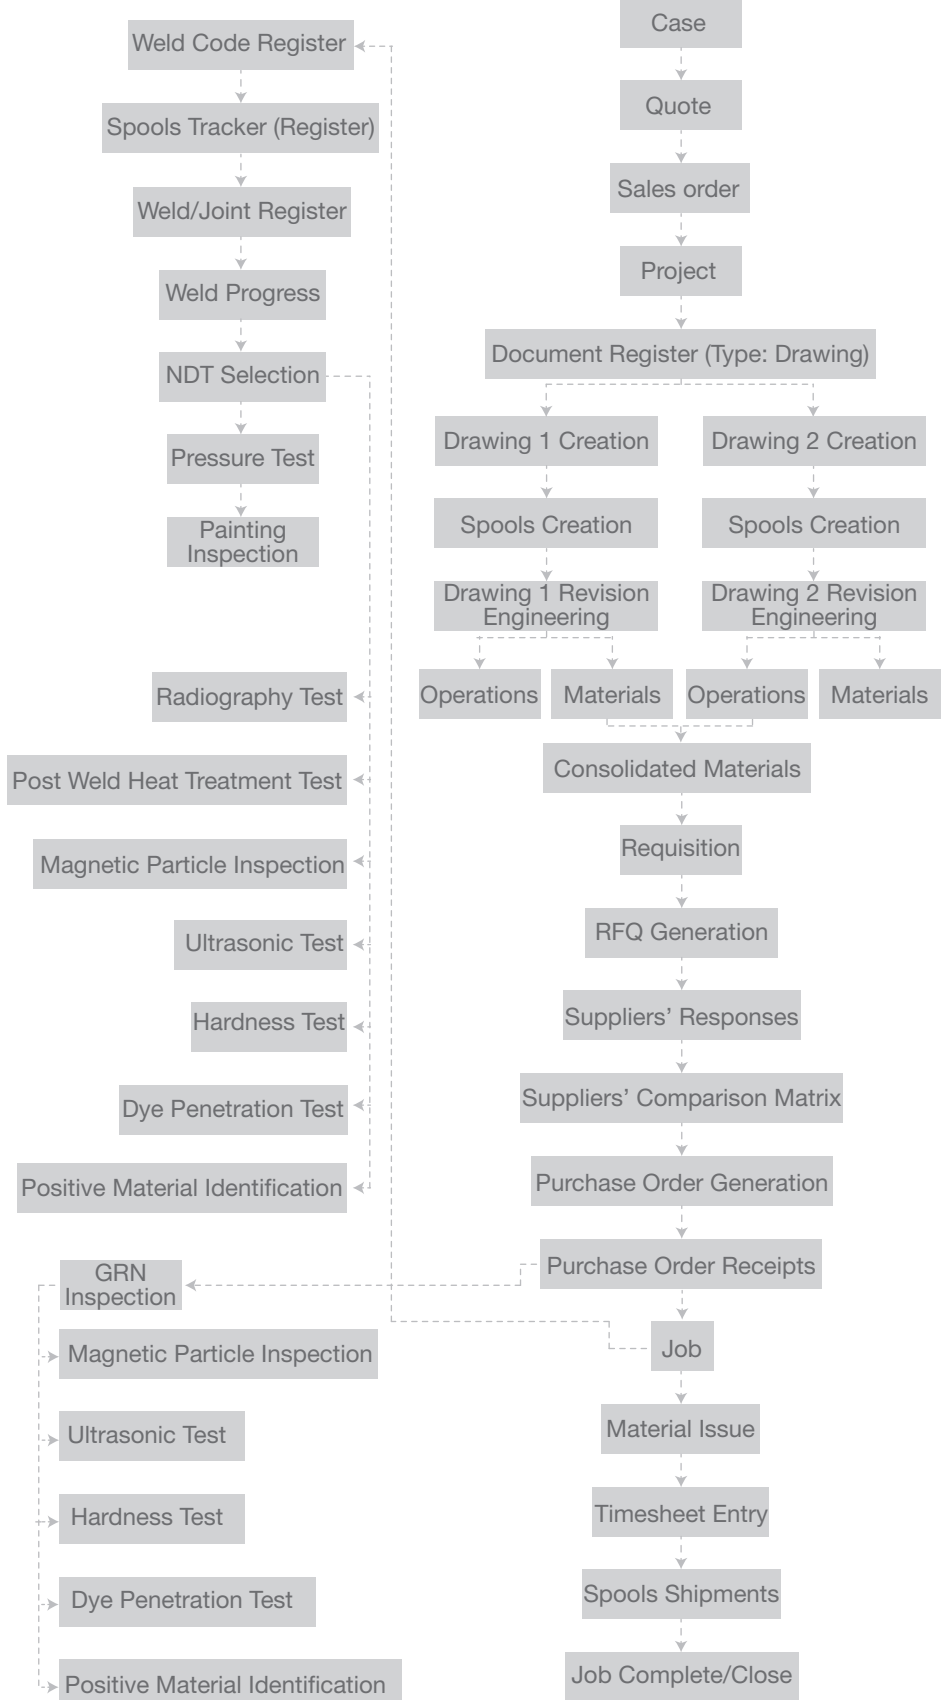 Weld Code Register
Spools Tracker (Register)
Weld/Joint Register
Weld Progress
NDT Selection
Pressure Test
Painting
Inspection
Radiography Test
Post Weld Heat Treatment Test
Magnetic Particle Inspection
Ultrasonic Test
Hardness Test
Dye Penetration Test
Positive Material Identification
GRN
Inspection
Magnetic Particle Inspection
Ultrasonic Test
Hardness Test
Dye Penetration Test
Positive Material Identification
Case
Quote
Sales order
Project
Document Register (Type: Drawing)
Drawing 1 Creation
Drawing 2 Creation
Spools Creation
Spools Creation
Drawing 1 Revision
Engineering
Drawing 2 Revision
Engineering
Operations
Materials
Operations
Materials
Consolidated Materials
Requisition
RFQ Generation
Suppliers’ Responses
Suppliers’ Comparison Matrix
Purchase Order Generation
Purchase Order Receipts
Job
Material Issue
Timesheet Entry
Spools Shipments
Job Complete/Close